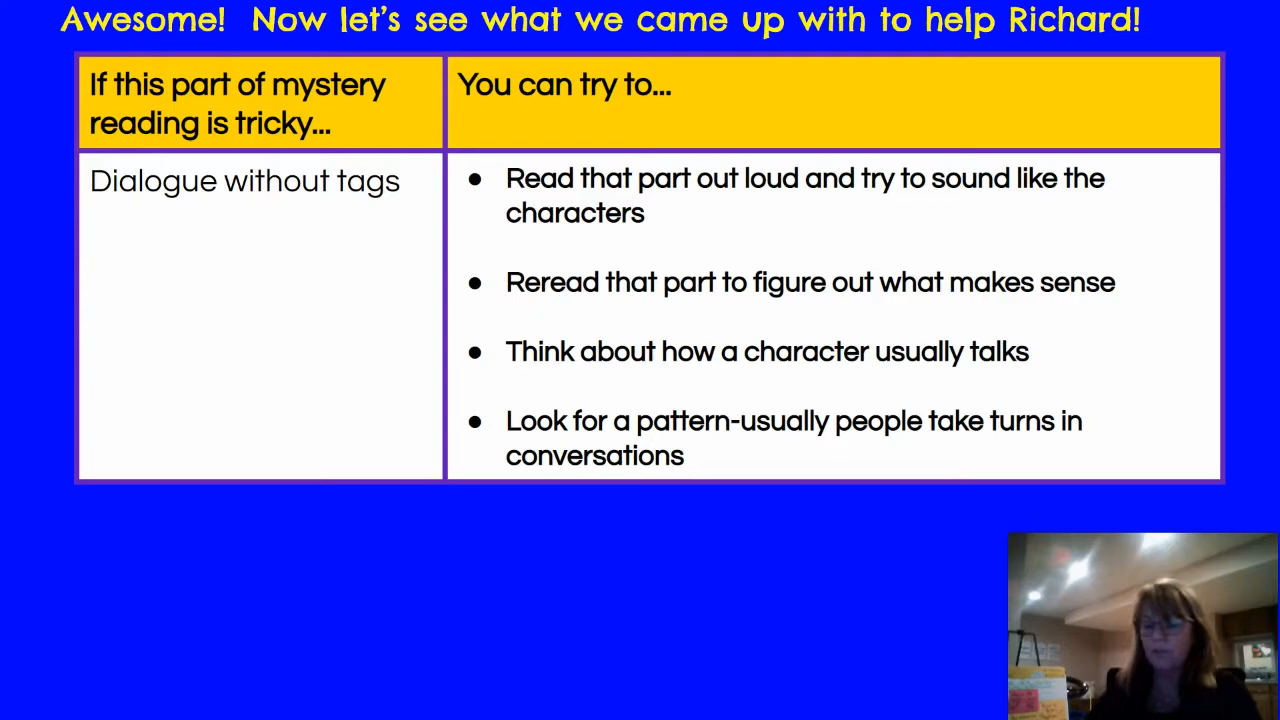 Awesome!  Now let's see what we came up with to help Richard!
If this part of mystery
reading is tricky...
You can try to...
Dialogue without tags
● Read that part out loud and try to sound like the
characters
● Reread that part to figure out what makes sense
● Think about how a character usually talks
● Look for a pattern-usually people take turns in
conversations